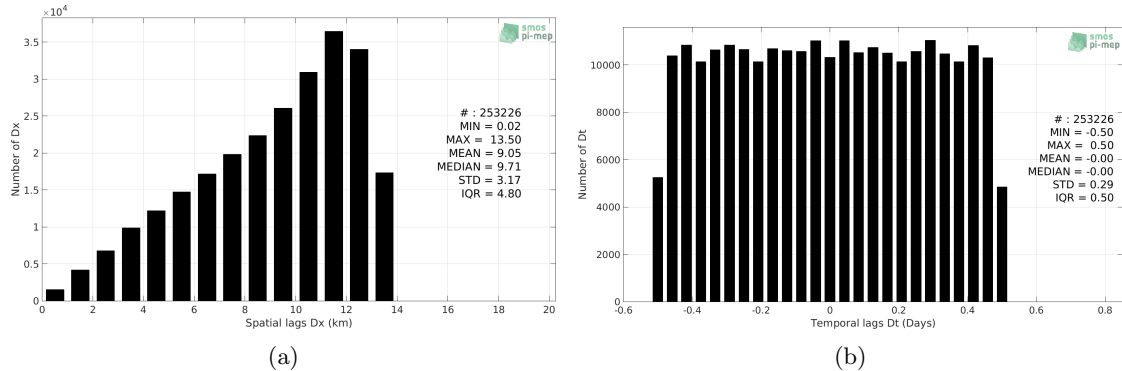 ×10⁴
3.5
3
2.5
2
1.5
1
0.5
0
Number of Dx
0 2 4 6 8 10 12 14 16 18 20
Spatial lags Dx (km)
smos
pi-mep
# : 253226
MIN = 0.02
MAX = 13.50
MEAN = 9.05
MEDIAN = 9.71
STD = 3.17
IQR = 4.80
(a)
10000
8000
6000
4000
2000
0
Number of Dt
-0.6 -0.4 -0.2 0 0.2 0.4 0.6 0.8
Temporal lags Dt (Days)
smos
pi-mep
# : 253226
MIN = -0.50
MAX = 0.50
MEAN = -0.00
MEDIAN = -0.00
STD = 0.29
IQR = 0.50
(b)